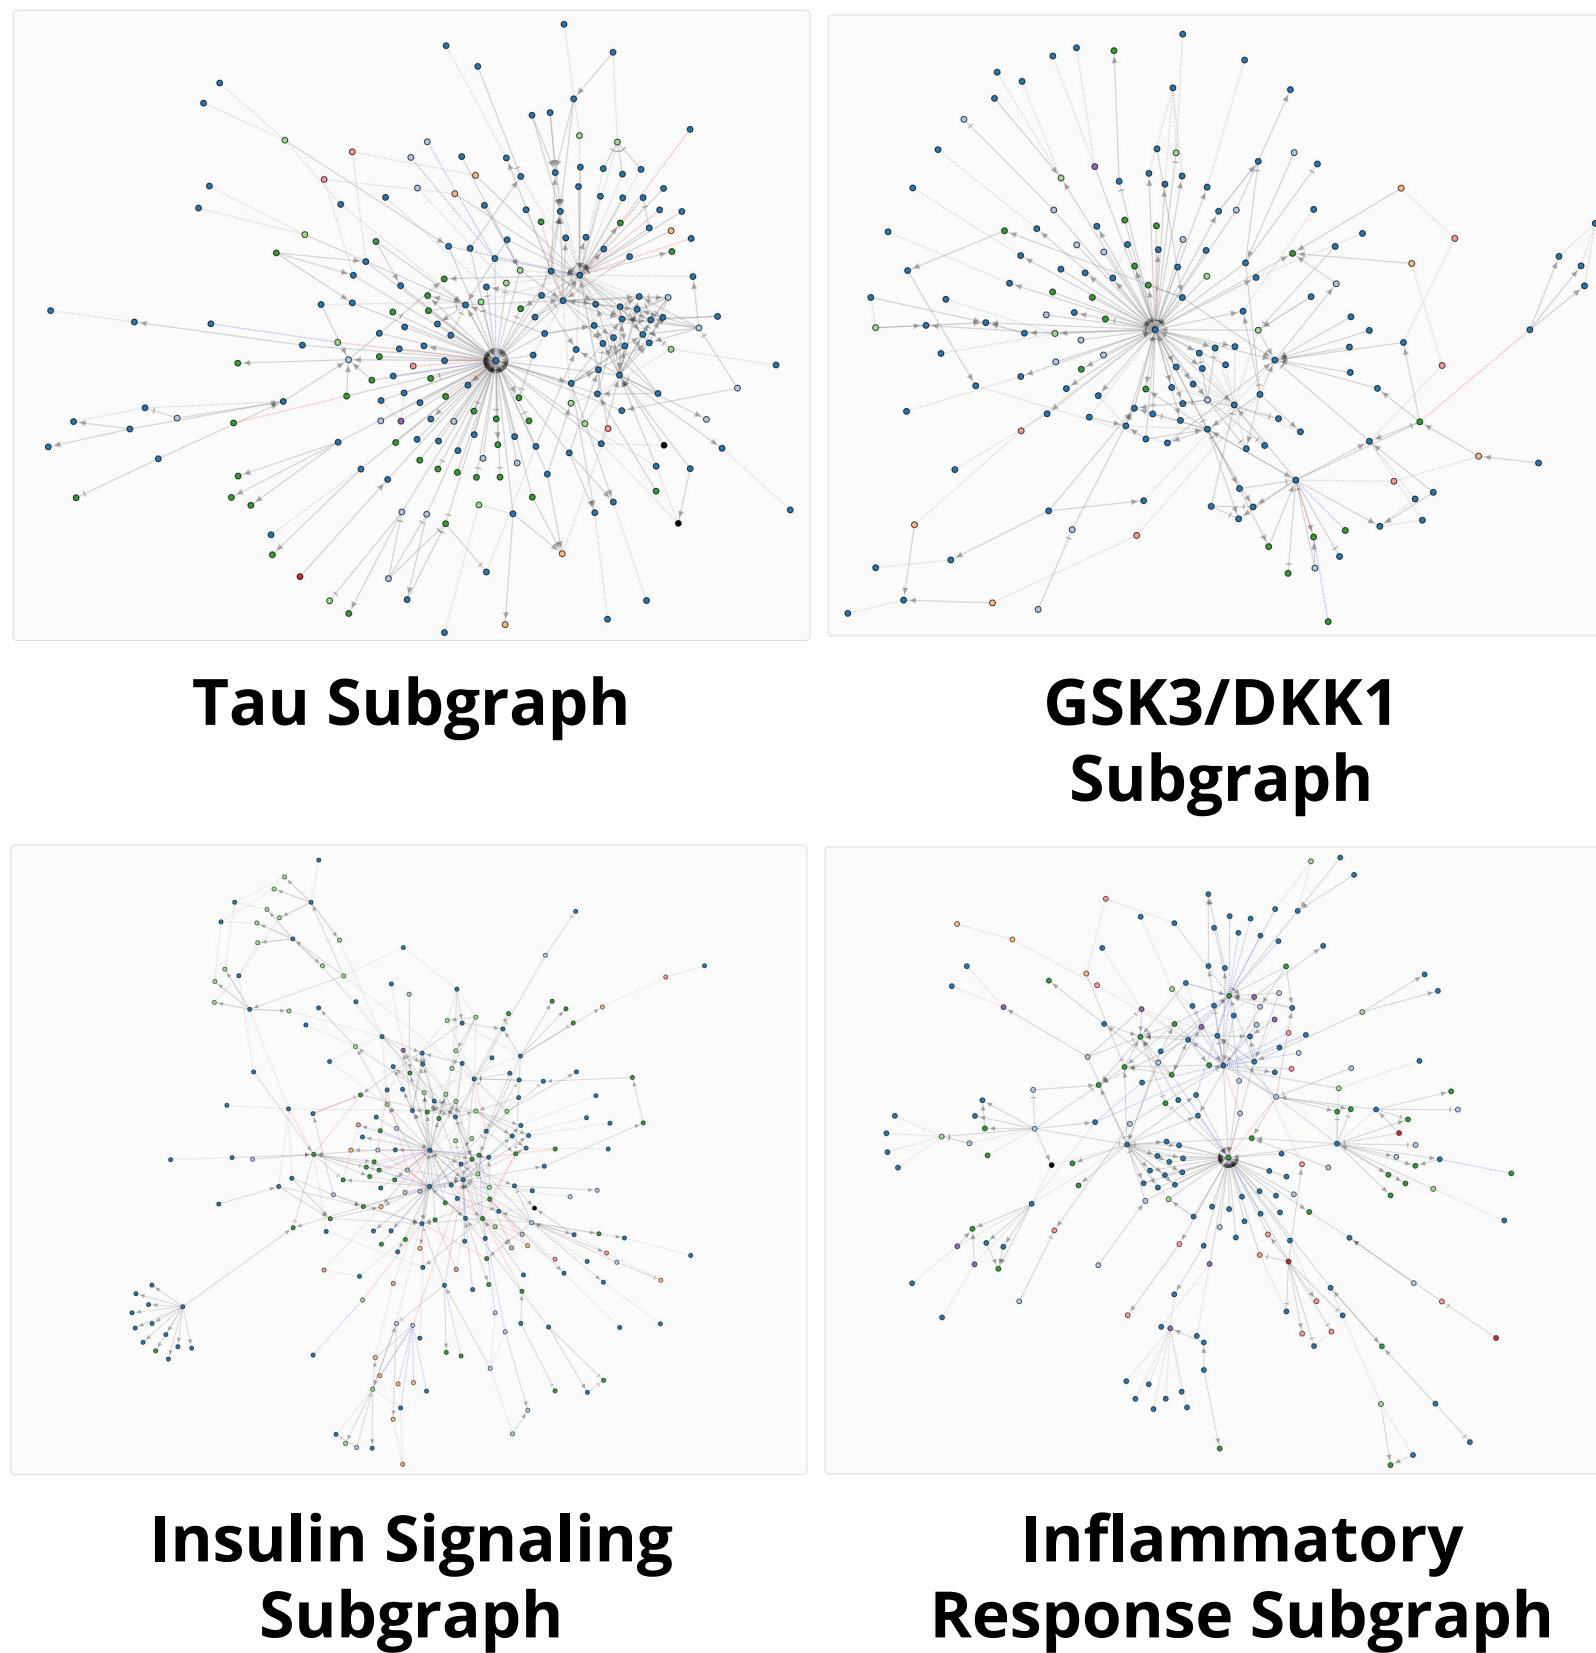 Tau Subgraph
GSK3/DKK1
Subgraph
Insulin Signaling
Subgraph
Inflammatory
Response Subgraph